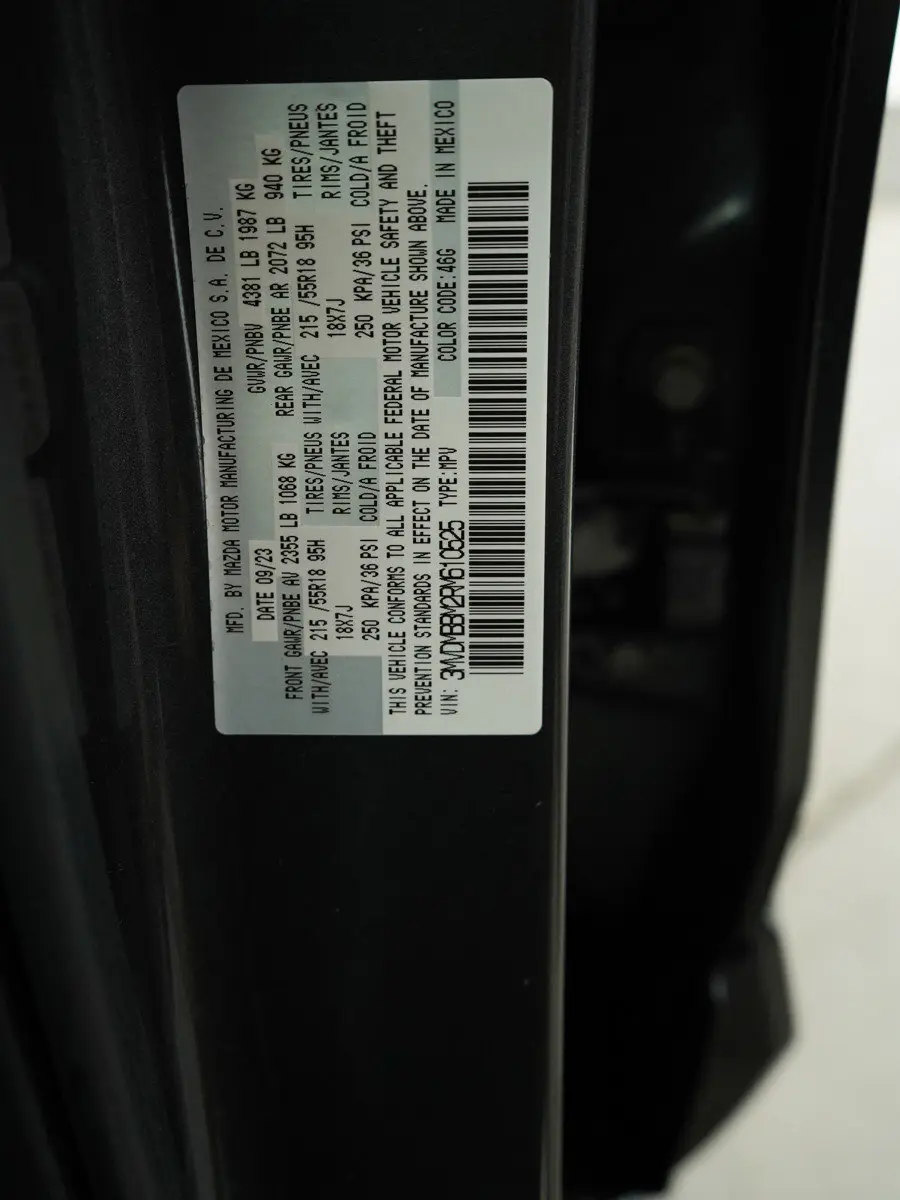 MFD. BY MAZDA MOTOR MANUFACTURING DE MEXICO S.A. DE C.V.
DATE 09/23 GVWR/PNBV 4381 LB 1987 KG
FRONT GAWR/PNBE AV 2355 LB 1068 KG REAR GAWR/PNBE AR 2072 LB 940 KG
WITH/AVEC 215 /55R18 95H TIRES/PNEUS WITH/AVEC 215 /55R18 95H TIRES/PNEUS
18X7J RIMS/JANTES 18X7J RIMS/JANTES
250 KPA/36 PSI COLD/A FROID 250 KPA/36 PSI COLD/A FROID
THIS VEHICLE CONFORMS TO ALL APPLICABLE FEDERAL MOTOR VEHICLE SAFETY AND THEFT
PREVENTION STANDARDS IN EFFECT ON THE DATE OF MANUFACTURE SHOWN ABOVE.
VIN: 3MVDMBBM2RM610525 TYPE:MPV COLOR CODE:46G MADE IN MEXICO